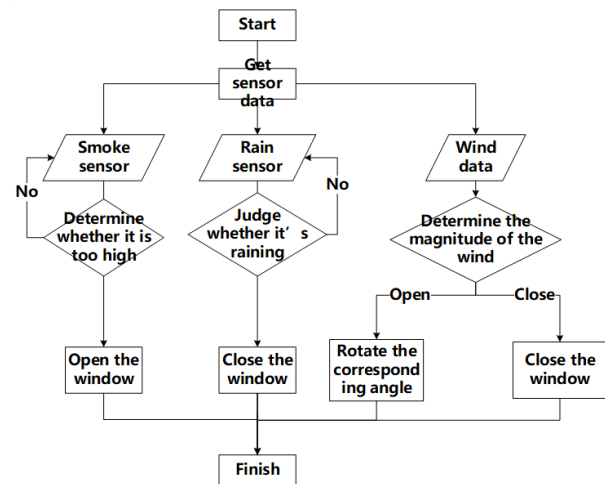 Start
Get
sensor
data
Smoke
sensor
Rain
sensor
Wind
data
No
No
Determine
whether it is
too high
Judge
whether it’s
raining
Determine the
magnitude of the
wind
Open
Close
Open the
window
Close the
window
Rotate the
correspond
ing angle
Close the
window
Finish